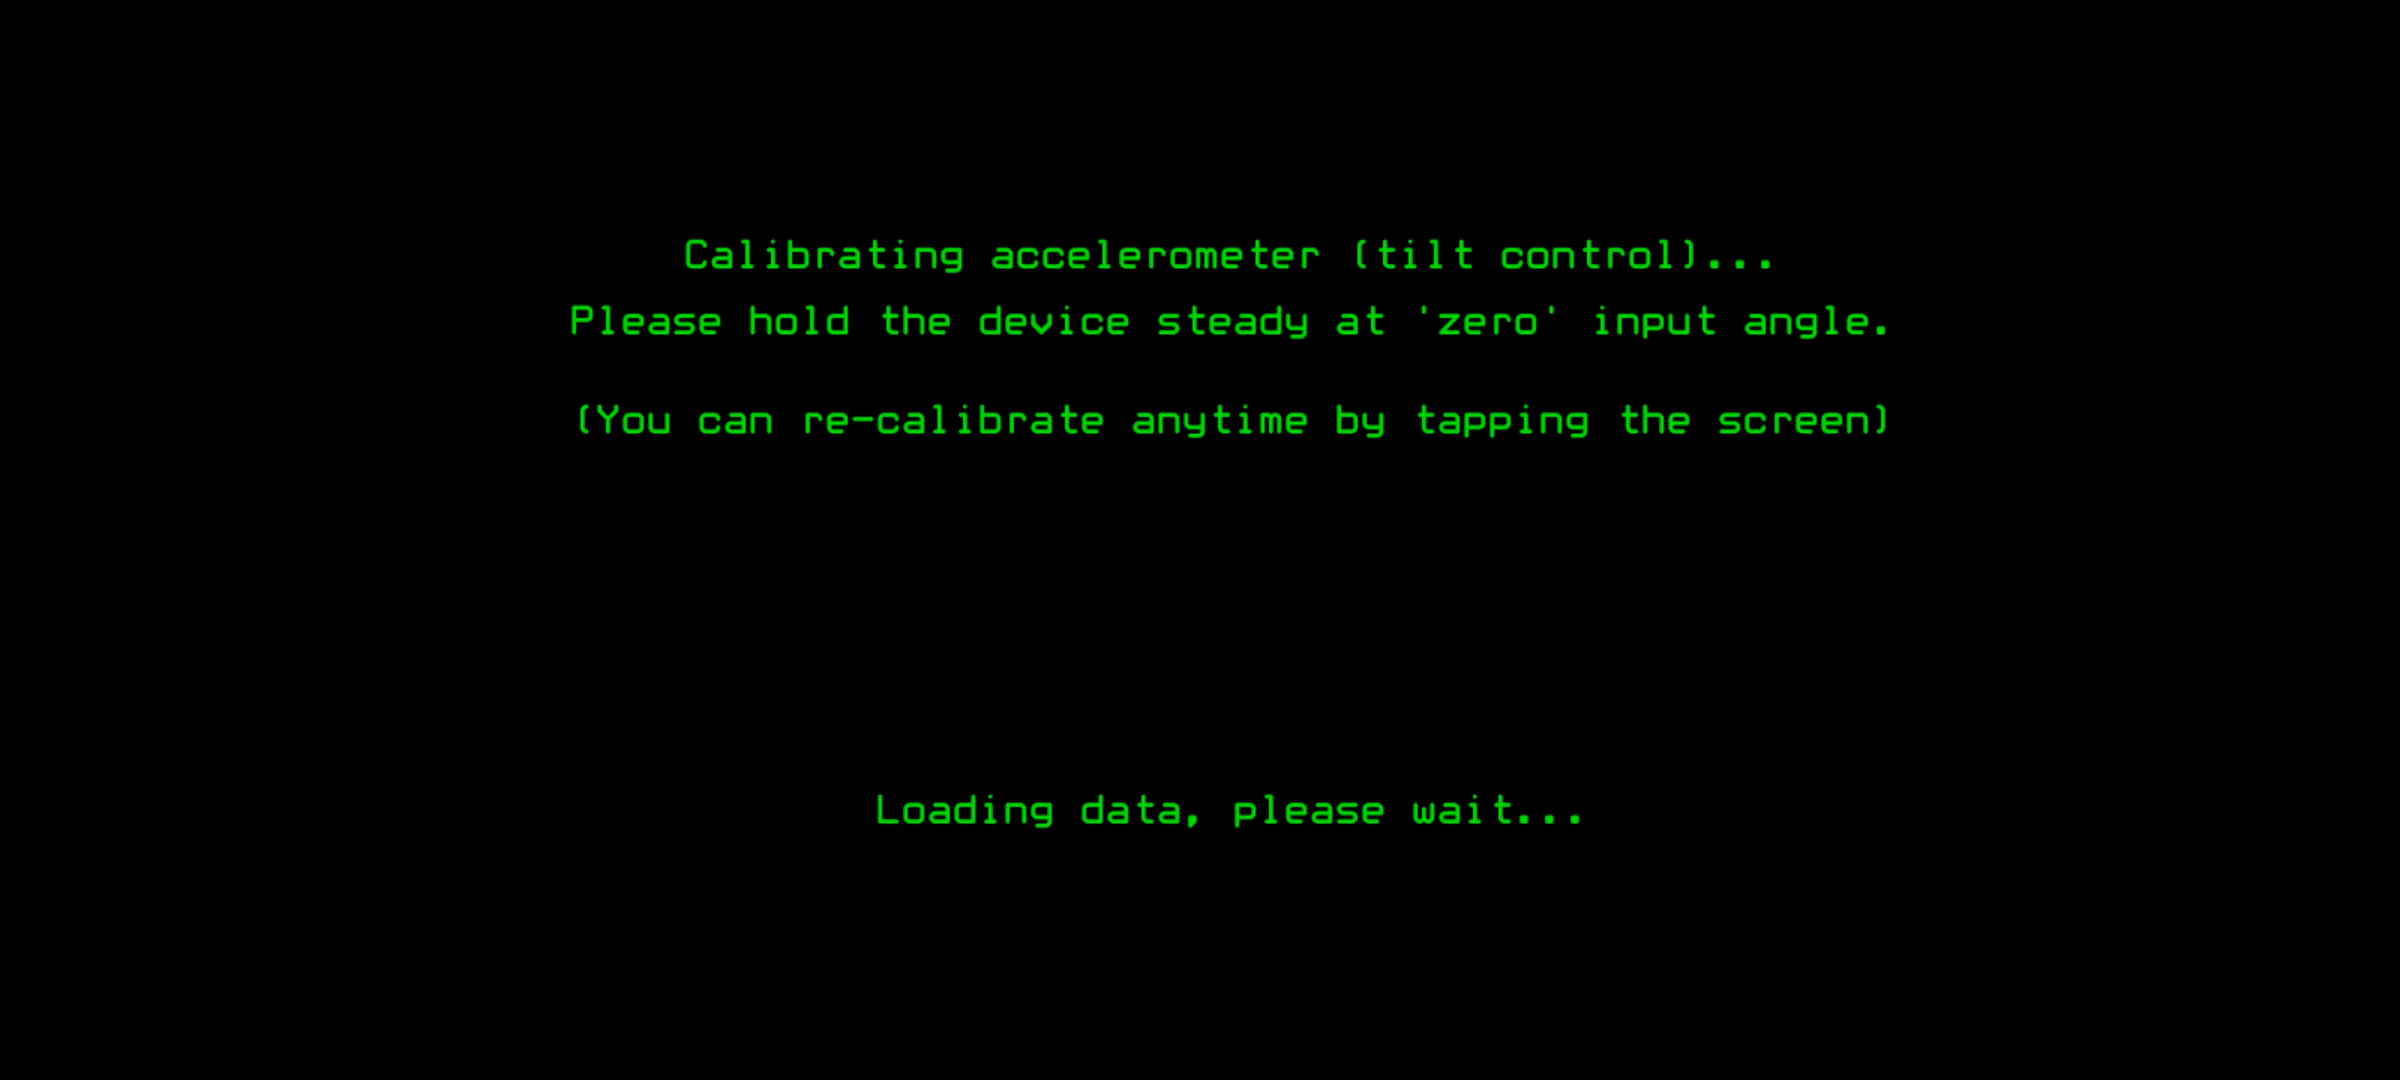 Calibrating accelerometer (tilt control)...
Please hold the device steady at 'zero' input angle.
(You can re-calibrate anytime by tapping the screen)
Loading data, please wait...